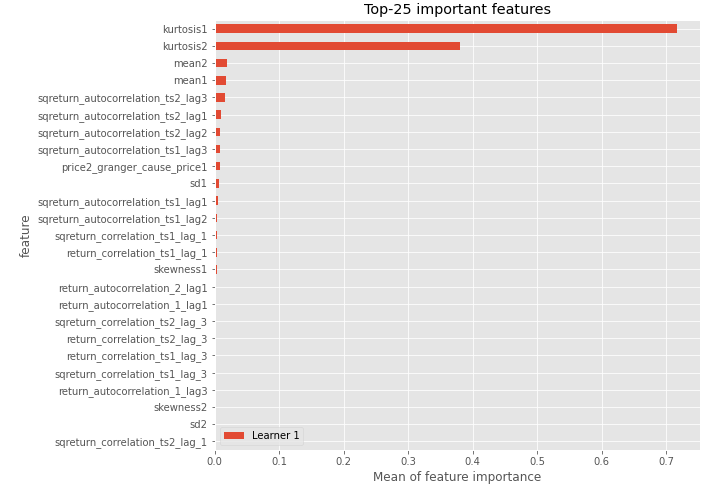 Top-25 important features
kurtosis1
kurtosis2
mean2
mean1
sqreturn_autocorrelation_ts2_lag3
sqreturn_autocorrelation_ts2_lag1
sqreturn_autocorrelation_ts2_lag2
sqreturn_autocorrelation_ts1_lag3
price2_granger_cause_price1
sd1
sqreturn_autocorrelation_ts1_lag1
sqreturn_autocorrelation_ts1_lag2
sqreturn_correlation_ts1_lag_1
return_correlation_ts1_lag_1
skewness1
return_autocorrelation_2_lag1
return_autocorrelation_1_lag1
sqreturn_correlation_ts2_lag_3
return_correlation_ts2_lag_3
return_correlation_ts1_lag_3
sqreturn_correlation_ts1_lag_3
return_autocorrelation_1_lag3
skewness2
sd2
sqreturn_correlation_ts2_lag_1
feature
Learner 1
0.0 0.1 0.2 0.3 0.4 0.5 0.6 0.7
Mean of feature importance